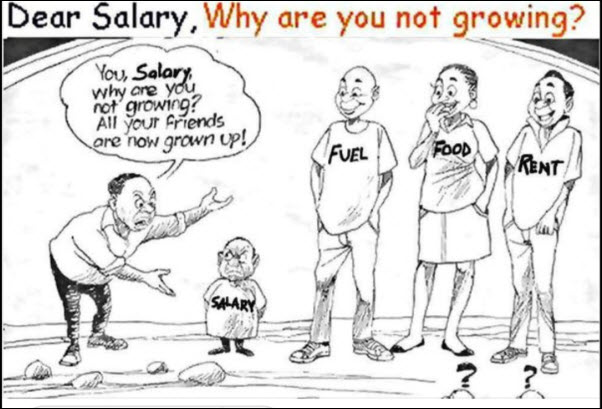 Dear Salary, Why are you not growing?
You, Salary,
why are you
not growing?
All your friends
are now grown up!
FUEL
FOOD
RENT
SALARY
? ?